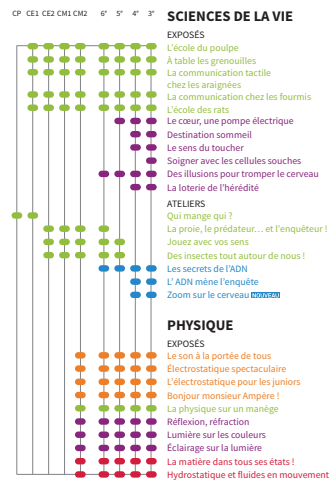 CP CE1 CE2 CM1 CM2 6e 5e 4e 3e
SCIENCES DE LA VIE
EXPOSÉS
L'école du poulpe
À table les grenouilles
La communication tactile
chez les araignées
La communication chez les fourmis
L'école des rats
Le cœur, une pompe électrique
Destination sommeil
Le sens du toucher
Soigner avec les cellules souches
Des illusions pour tromper le cerveau
La loterie de l'hérédité
ATELIERS
Qui mange qui ?
La proie, le prédateur... et l'enquêteur !
Jouez avec vos sens
Des insectes tout autour de nous !
Les secrets de l'ADN
L' ADN mène l'enquête
Zoom sur le cerveau NOUVEAU
PHYSIQUE
EXPOSÉS
Le son à la portée de tous
Électrostatique spectaculaire
L'électrostatique pour les juniors
Bonjour monsieur Ampère !
La physique sur un manège
Réflexion, réfraction
Lumière sur les couleurs
Éclairage sur la lumière
La matière dans tous ses états !
Hydrostatique et fluides en mouvement